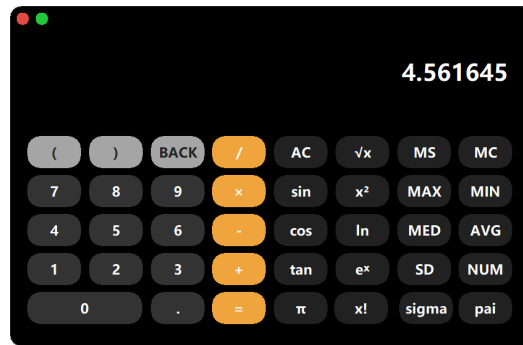 4.561645
( ) BACK / AC √x MS MC
7 8 9 × sin x² MAX MIN
4 5 6 - cos ln MED AVG
1 2 3 + tan eˣ SD NUM
0 . = π x! sigma pai